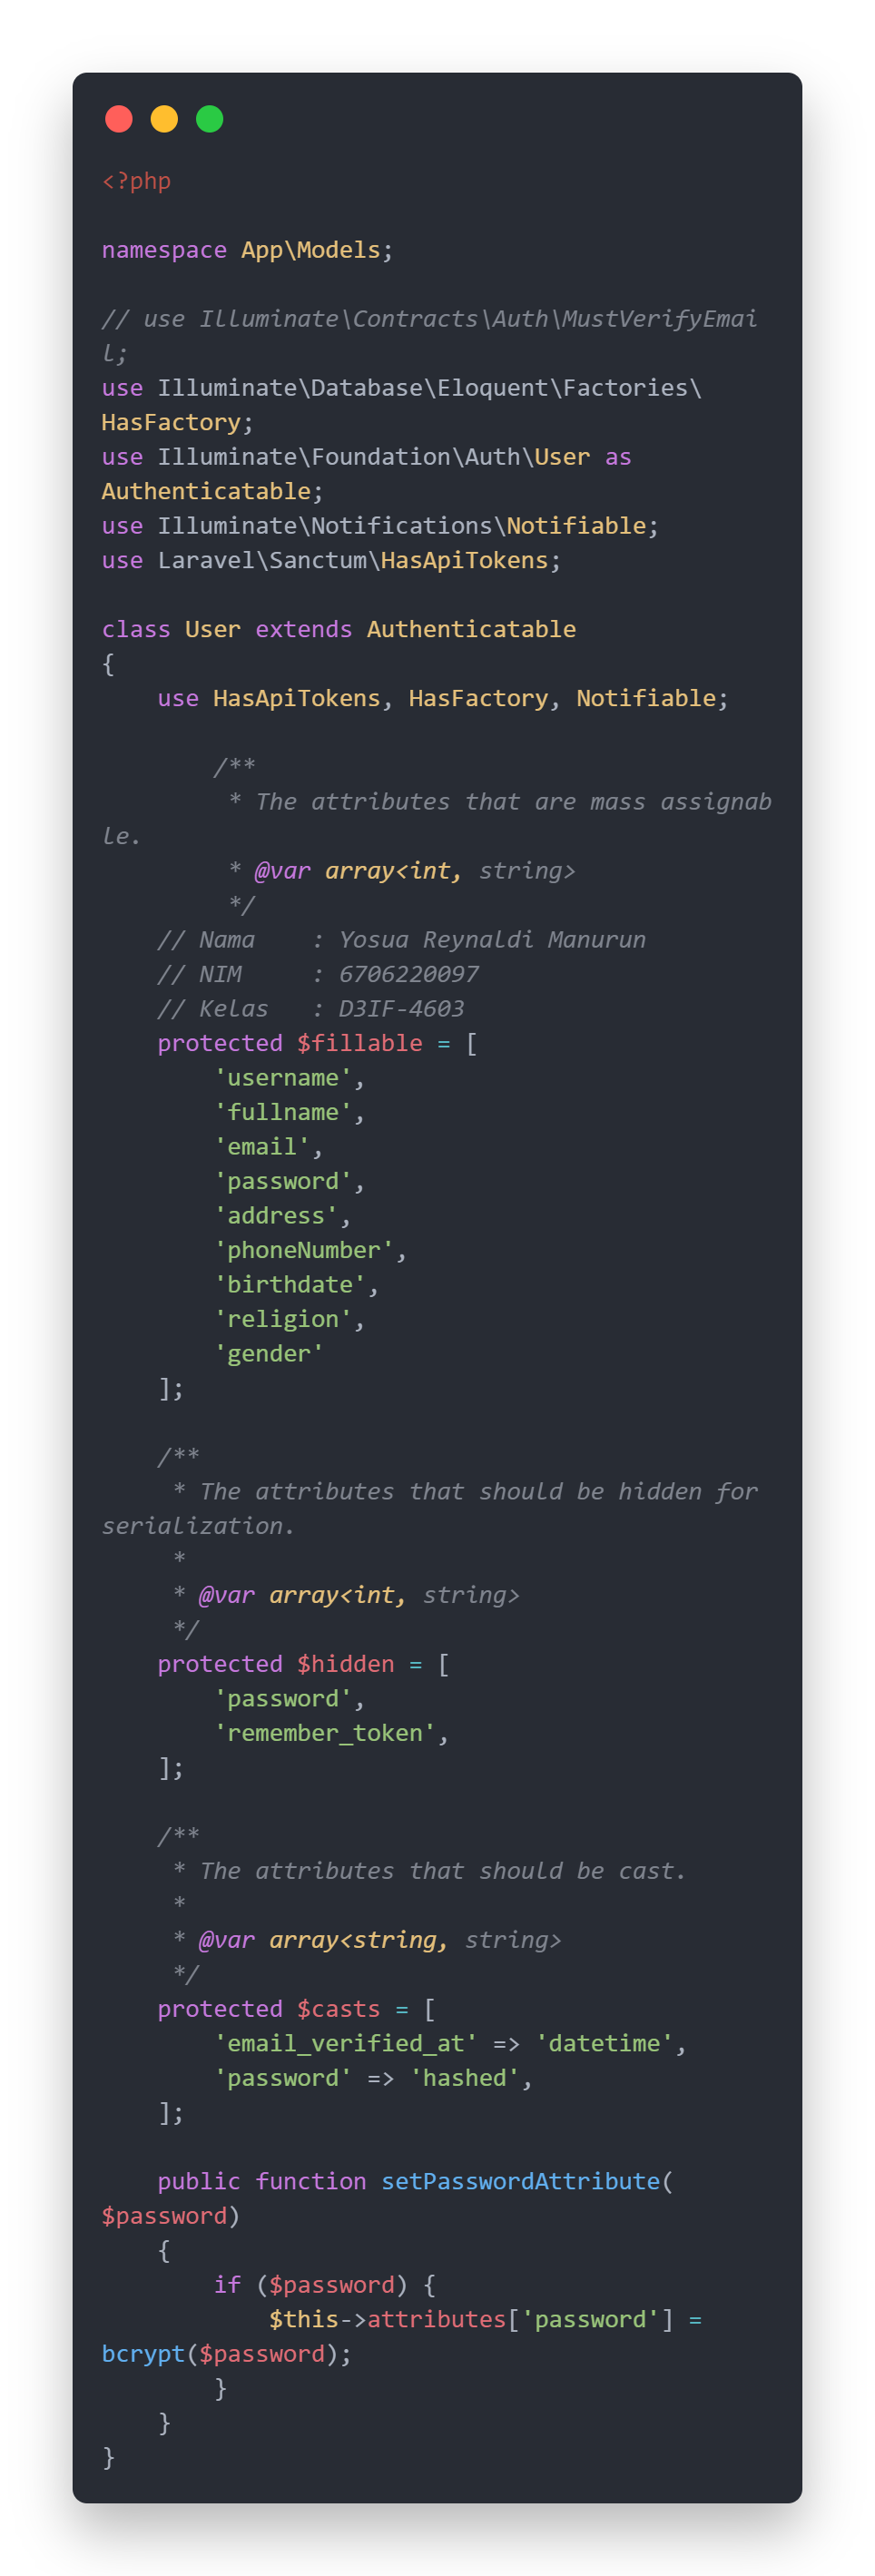 <?php

namespace App\Models;

// use Illuminate\Contracts\Auth\MustVerifyEmai
l;
use Illuminate\Database\Eloquent\Factories\
HasFactory;
use Illuminate\Foundation\Auth\User as
Authenticatable;
use Illuminate\Notifications\Notifiable;
use Laravel\Sanctum\HasApiTokens;

class User extends Authenticatable
{
    use HasApiTokens, HasFactory, Notifiable;

        /**
         * The attributes that are mass assignab
le.
         * @var array<int, string>
         */
    // Nama    : Yosua Reynaldi Manurun
    // NIM     : 6706220097
    // Kelas   : D3IF-4603
    protected $fillable = [
        'username',
        'fullname',
        'email',
        'password',
        'address',
        'phoneNumber',
        'birthdate',
        'religion',
        'gender'
    ];

    /**
     * The attributes that should be hidden for
serialization.
     *
     * @var array<int, string>
     */
    protected $hidden = [
        'password',
        'remember_token',
    ];

    /**
     * The attributes that should be cast.
     *
     * @var array<string, string>
     */
    protected $casts = [
        'email_verified_at' => 'datetime',
        'password' => 'hashed',
    ];

    public function setPasswordAttribute(
$password)
    {
        if ($password) {
            $this->attributes['password'] =
bcrypt($password);
        }
    }
}